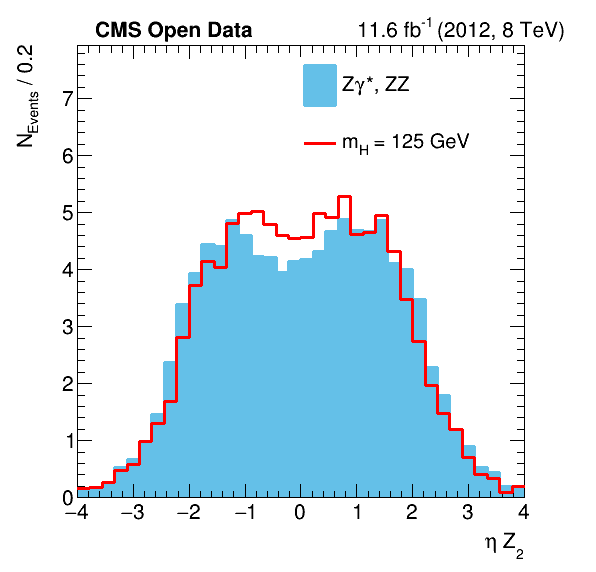 CMS Open Data 11.6 fb⁻¹ (2012, 8 TeV)
N_Events / 0.2
Zγ*, ZZ
m_H = 125 GeV
7
6
5
4
3
2
1
0
−4 −3 −2 −1 0 1 2 3 4
η Z₂